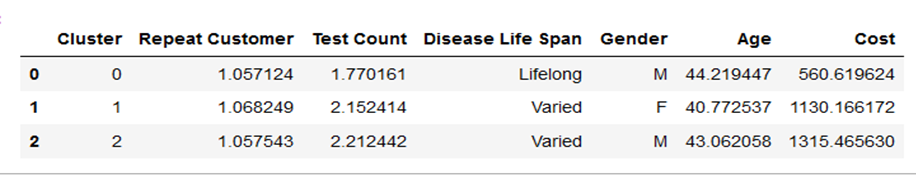 Cluster Repeat Customer Test Count Disease Life Span Gender Age Cost
0 0 1.057124 1.770161 Lifelong M 44.219447 560.619624
1 1 1.068249 2.152414 Varied F 40.772537 1130.166172
2 2 1.057543 2.212442 Varied M 43.062058 1315.465630